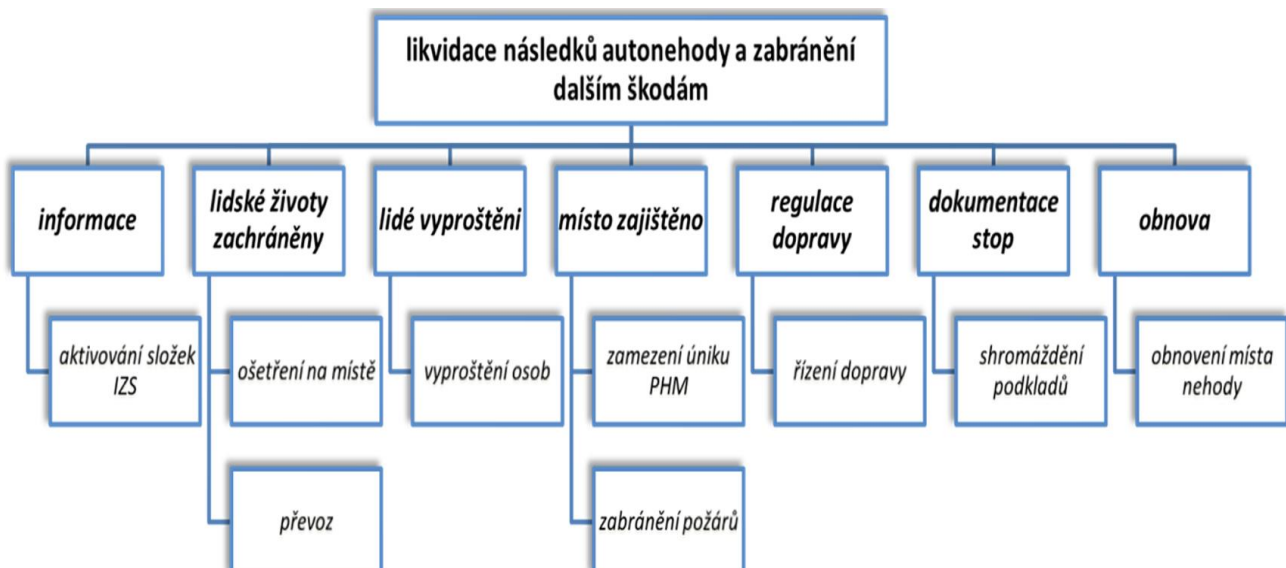 likvidace následků autonehody a zabránění
dalším škodám
informace
lidské životy
zachráněny
lidé vyproštěni
místo zajištěno
regulace
dopravy
dokumentace
stop
obnova
aktivování složek
IZS
ošetření na místě
vyproštění osob
zamezení úniku
PHM
řízení dopravy
shromáždění
podkladů
obnovení místa
nehody
převoz
zabránění požárů